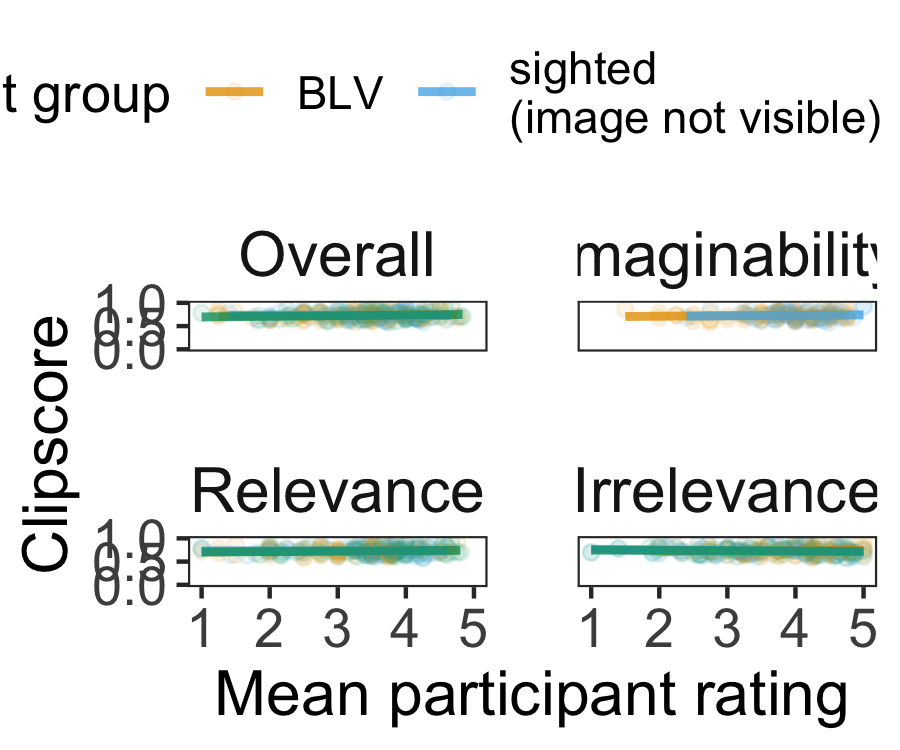 t group BLV sighted
(image not visible)
Overall maginability
Clipscore
1.0
0.5
0.0
Relevance Irrelevance
1.0
0.5
0.0
1 2 3 4 5 1 2 3 4 5
Mean participant rating